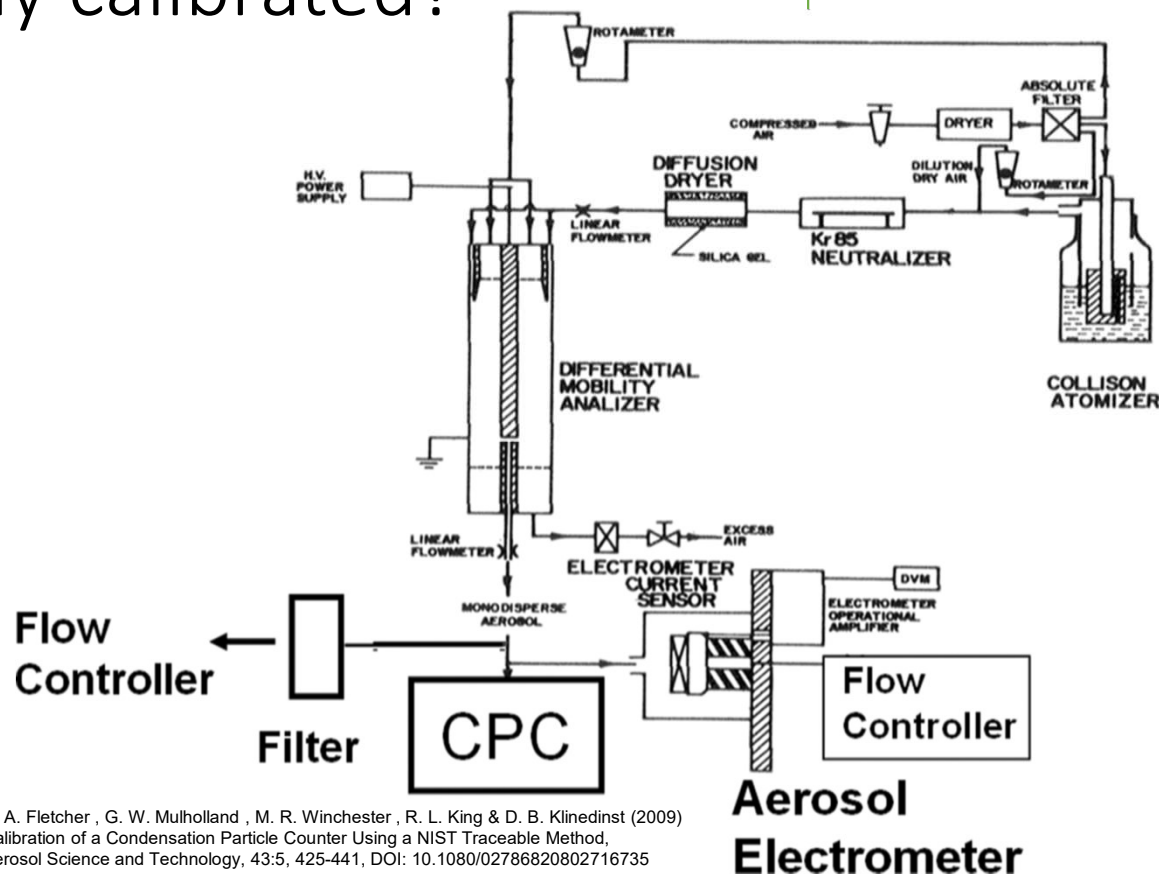 ly calibrated?
ROTAMETER
ABSOLUTE
FILTER
COMPRESSED
AIR
DRYER
DIFFUSION
DRYER
DILUTION
DRY AIR
ROTAMETER
H.V.
POWER
SUPPLY
LINEAR
FLOWMETER
SILICA GEL
Kr 85
NEUTRALIZER
DIFFERENTIAL
MOBILITY
ANALIZER
COLLISON
ATOMIZER
LINEAR
FLOWMETER
EXCESS
AIR
ELECTROMETER
CURRENT
SENSOR
DVM
MONODISPERSE
AEROSOL
ELECTROMETER
OPERATIONAL
AMPLIFIER
Flow
Controller
Filter
CPC
Flow
Controller
Aerosol
Electrometer
A. Fletcher , G. W. Mulholland , M. R. Winchester , R. L. King & D. B. Klinedinst (2009)
alibration of a Condensation Particle Counter Using a NIST Traceable Method,
erosol Science and Technology, 43:5, 425-441, DOI: 10.1080/02786820802716735